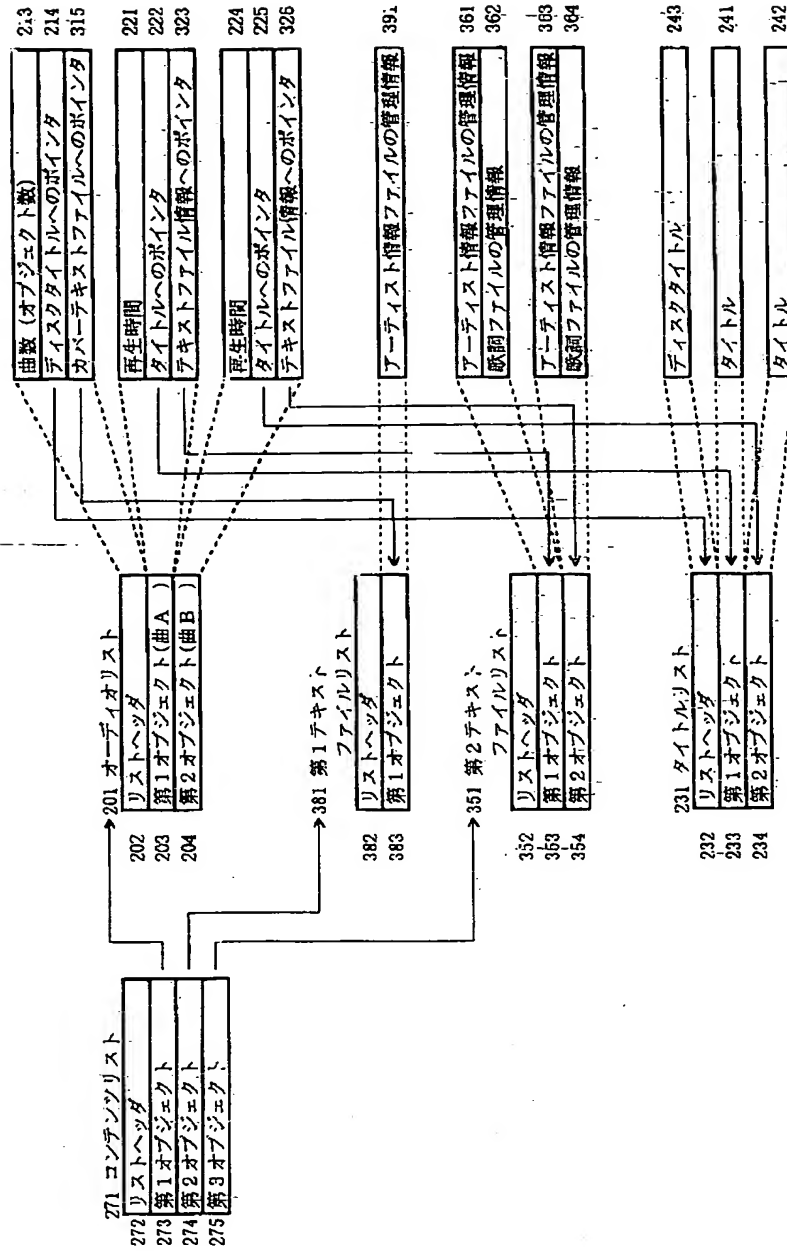 271 コンテンツリスト
272 リストヘッダ
273 第1オブジェクト
274 第2オブジェクト
275 第3オブジェクト
201 オーディオリスト
202 リストヘッダ
203 第1オブジェクト(曲A )
204 第2オブジェクト(曲B )
381 第1テキスト
ファイルリスト
382 リストヘッダ
383 第1オブジェクト
351 第2テキスト
ファイルリスト
352 リストヘッダ
353 第1オブジェクト
354 第2オブジェクト
231 タイトルリスト
232 リストヘッダ
233 第1オブジェクト
234 第2オブジェクト
曲数 (オブジェクト数) 213
ディスクタイトルへのポインタ 214
カバーテキストファイルへのポインタ 315
再生時間 221
タイトルへのポインタ 222
テキストファイル情報へのポインタ 323
再生時間 224
タイトルへのポインタ 225
テキストファイル情報へのポインタ 326
アーティスト情報ファイルの管理情報 391
アーティスト情報ファイルの管理情報 361
歌詞ファイルの管理情報 362
アーティスト情報ファイルの管理情報 363
歌詞ファイルの管理情報 364
ディスクタイトル 243
タイトル 241
タイトル 242